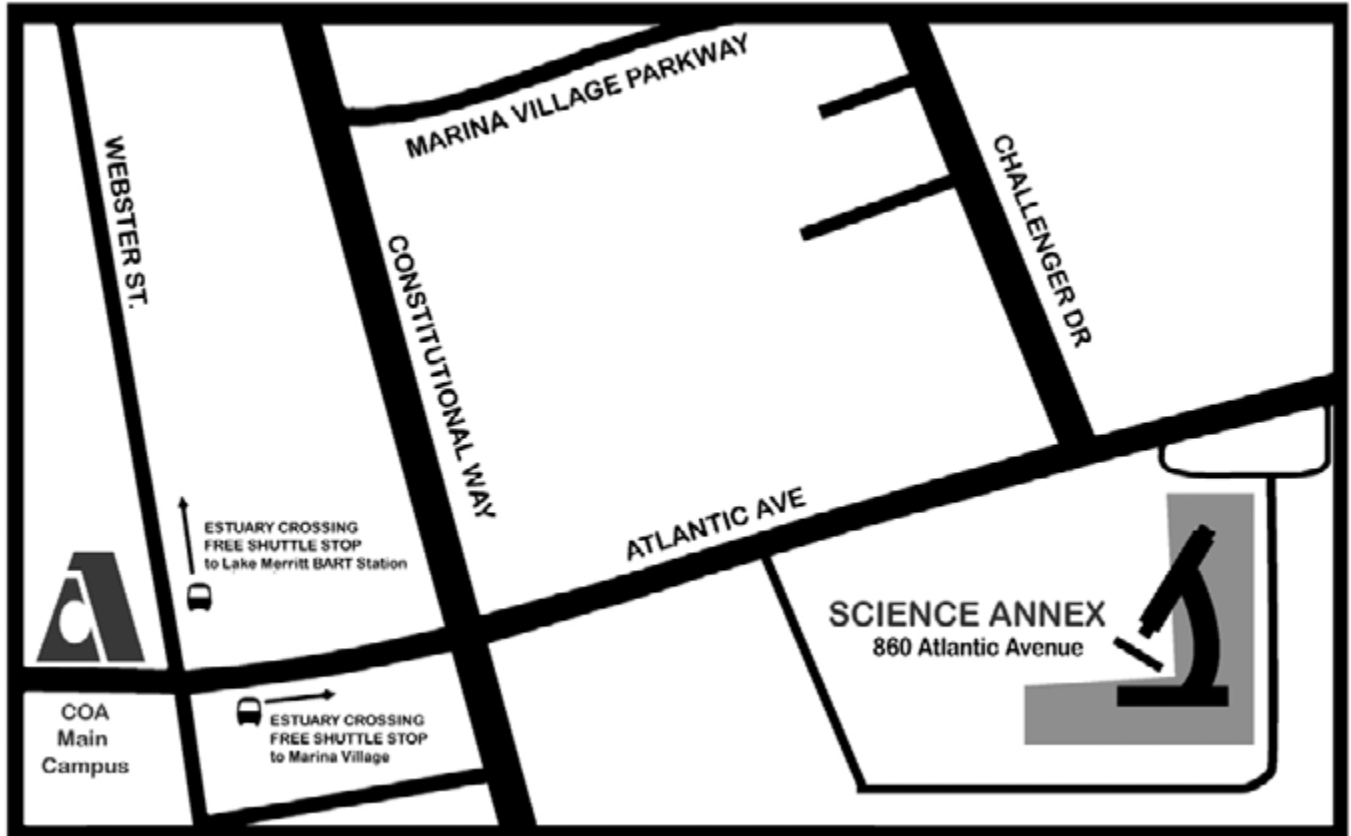 MARINA VILLAGE PARKWAY
WEBSTER ST.
CHALLENGER DR
CONSTITUTIONAL WAY
ATLANTIC AVE
ESTUARY CROSSING
FREE SHUTTLE STOP
to Lake Merritt BART Station
SCIENCE ANNEX
860 Atlantic Avenue
COA
Main
Campus
ESTUARY CROSSING
FREE SHUTTLE STOP
to Marina Village